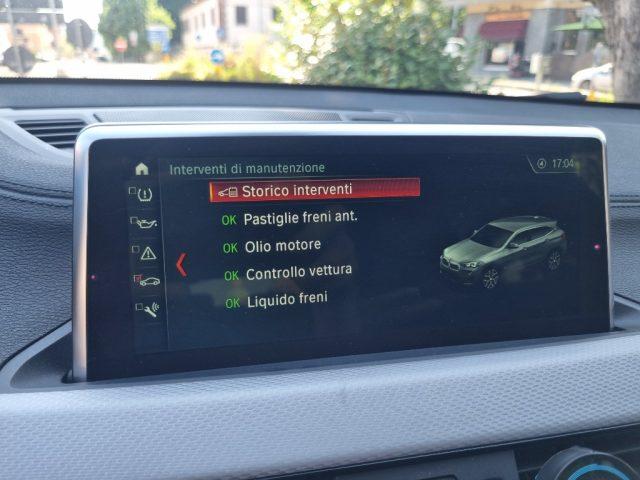 Interventi di manutenzione
17:04
Storico interventi
OK Pastiglie freni ant.
OK Olio motore
OK Controllo vettura
OK Liquido freni